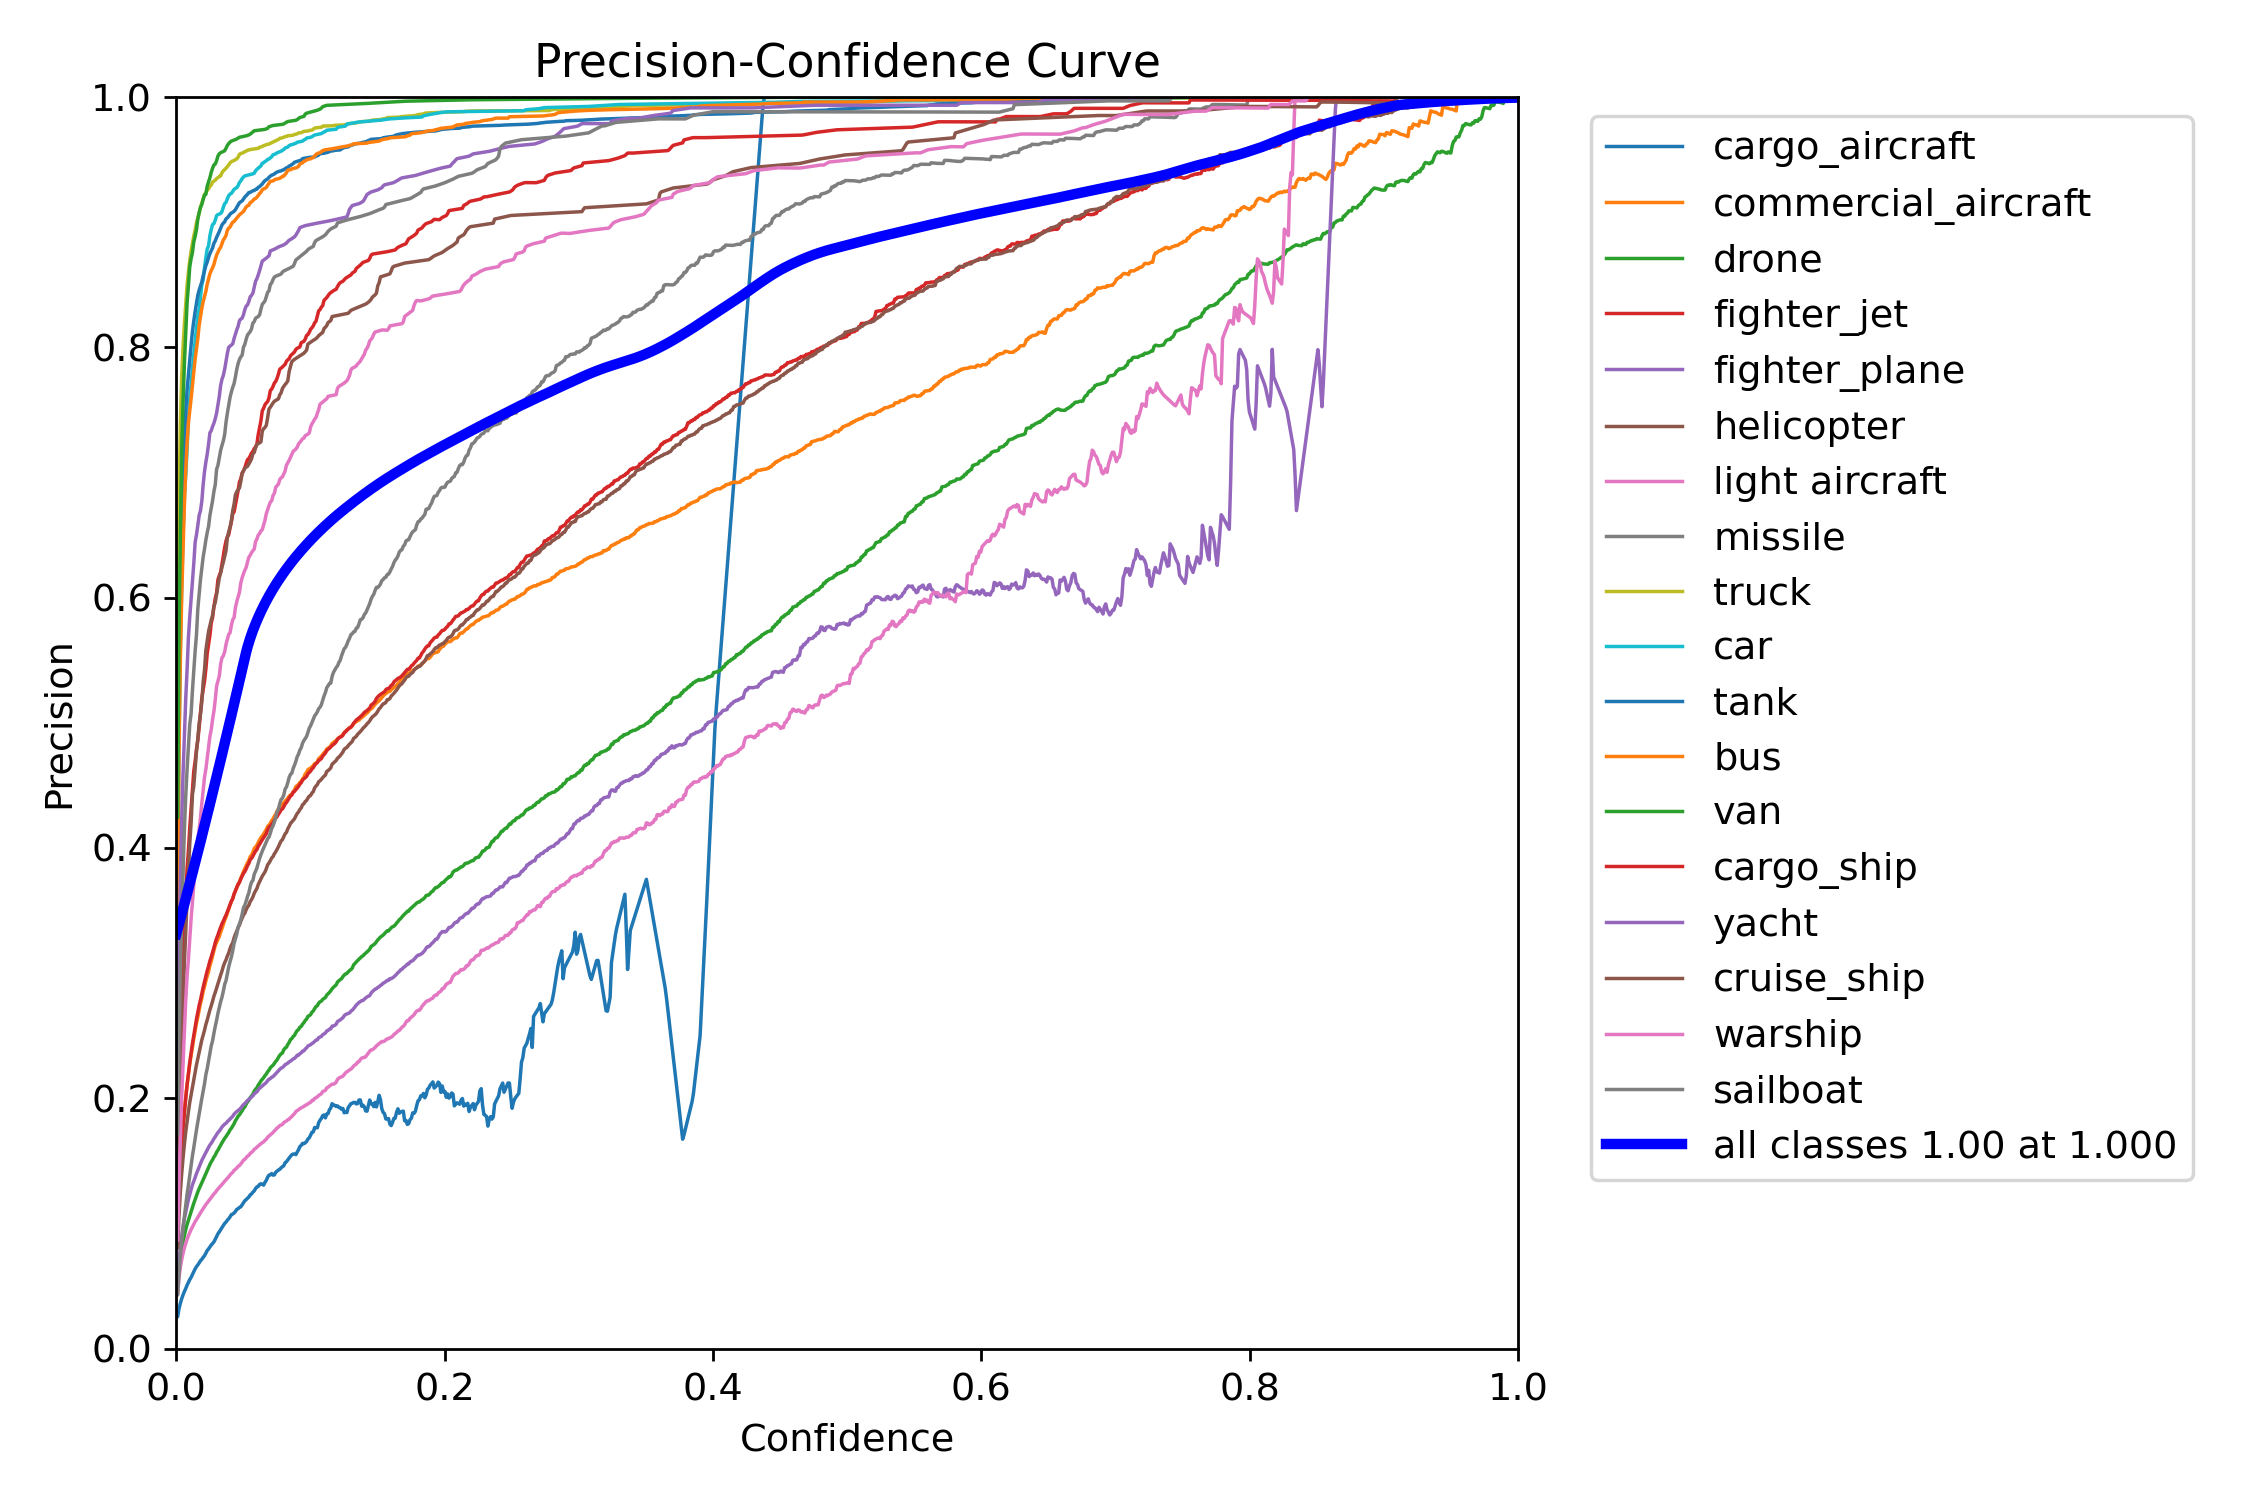 Precision-Confidence Curve
1.0
0.8
0.6
0.4
0.2
0.0
Precision
0.0 0.2 0.4 0.6 0.8 1.0
Confidence
cargo_aircraft
commercial_aircraft
drone
fighter_jet
fighter_plane
helicopter
light aircraft
missile
truck
car
tank
bus
van
cargo_ship
yacht
cruise_ship
warship
sailboat
all classes 1.00 at 1.000